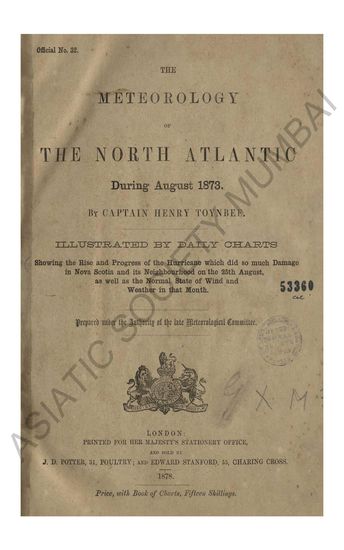 Official No. 32.
THE
METEOROLOGY
OF
THE NORTH ATLANTIC
During August 1873.
BY CAPTAIN HENRY TOYNBEE.
ILLUSTRATED BY DAILY CHARTS
Showing the Rise and Progress of the Hurricane which did so much Damage
in Nova Scotia and its Neighbourhood on the 25th August,
as well as the Normal State of Wind and
Weather in that Month.
53360
Prepared under the Authority of the late Meteorological Committee.
LONDON:
PRINTED FOR HER MAJESTY'S STATIONERY OFFICE,
AND SOLD BY
J. D. POTTER, 31, POULTRY; AND EDWARD STANFORD, 55, CHARING CROSS.
1878.
Price, with Book of Charts, Fifteen Shillings.
ASIATIC SOCIETY MUMBAI